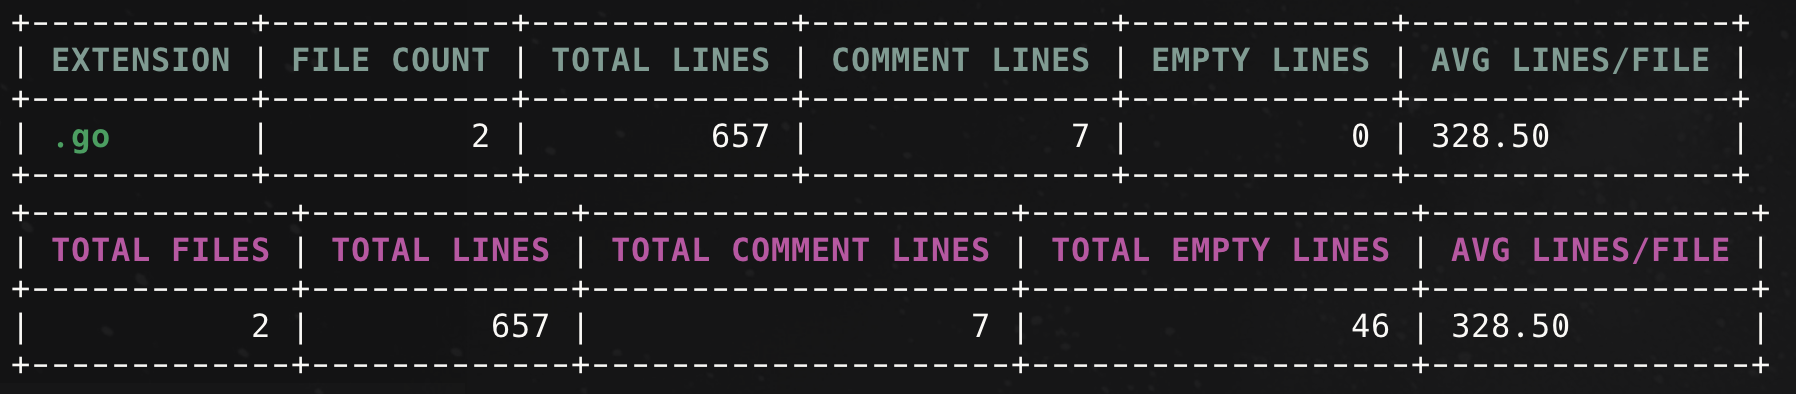 +-----------+------------+-------------+---------------+-------------+----------------+
| EXTENSION | FILE COUNT | TOTAL LINES | COMMENT LINES | EMPTY LINES | AVG LINES/FILE |
+-----------+------------+-------------+---------------+-------------+----------------+
| .go       |          2 |         657 |             7 |           0 | 328.50         |
+-----------+------------+-------------+---------------+-------------+----------------+
+-------------+-------------+---------------------+-------------------+----------------+
| TOTAL FILES | TOTAL LINES | TOTAL COMMENT LINES | TOTAL EMPTY LINES | AVG LINES/FILE |
+-------------+-------------+---------------------+-------------------+----------------+
|           2 |         657 |                   7 |                46 | 328.50         |
+-------------+-------------+---------------------+-------------------+----------------+